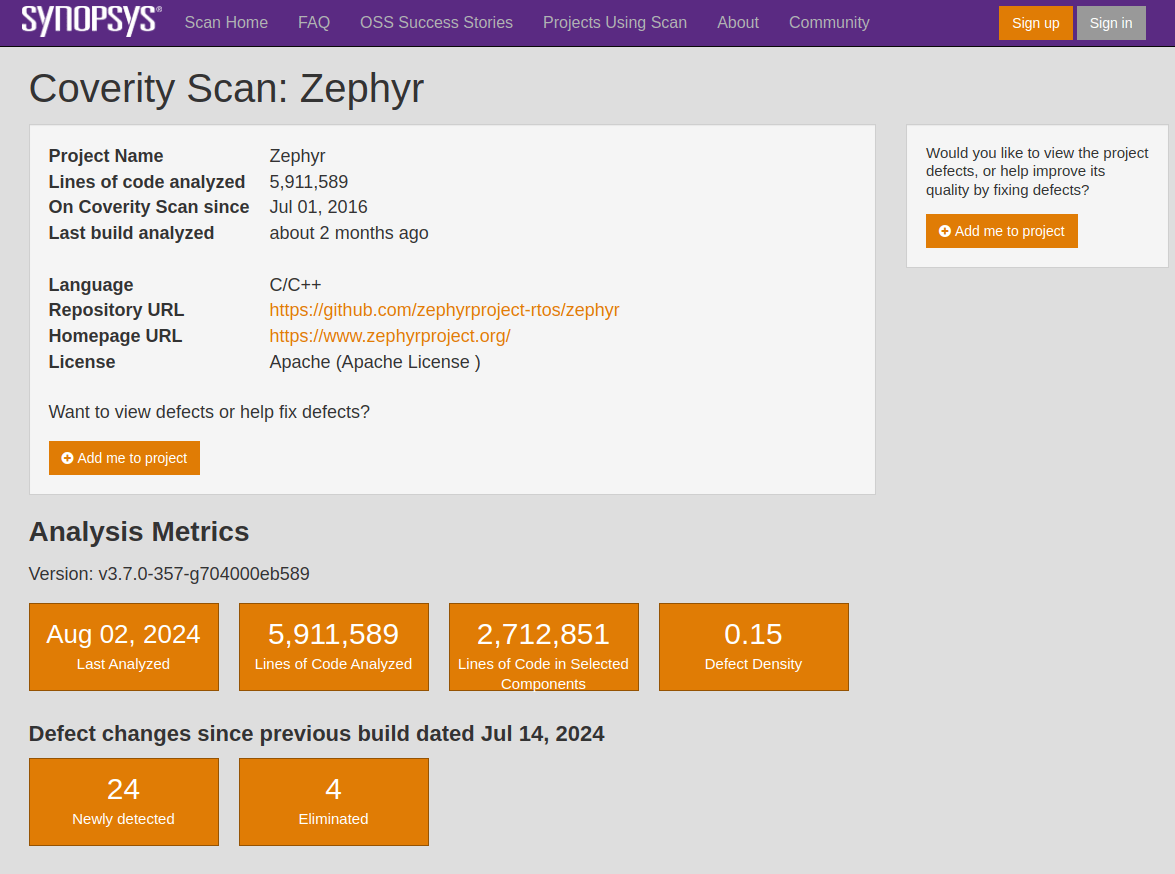 SYNOPSYS® Scan Home FAQ OSS Success Stories Projects Using Scan About Community Sign up Sign in
Coverity Scan: Zephyr
Project Name Zephyr
Lines of code analyzed 5,911,589
On Coverity Scan since Jul 01, 2016
Last build analyzed about 2 months ago
Language C/C++
Repository URL https://github.com/zephyrproject-rtos/zephyr
Homepage URL https://www.zephyrproject.org/
License Apache (Apache License )
Want to view defects or help fix defects?
Add me to project
Would you like to view the project
defects, or help improve its
quality by fixing defects?
Add me to project
Analysis Metrics
Version: v3.7.0-357-g704000eb589
Aug 02, 2024
Last Analyzed
5,911,589
Lines of Code Analyzed
2,712,851
Lines of Code in Selected
Components
0.15
Defect Density
Defect changes since previous build dated Jul 14, 2024
24
Newly detected
4
Eliminated